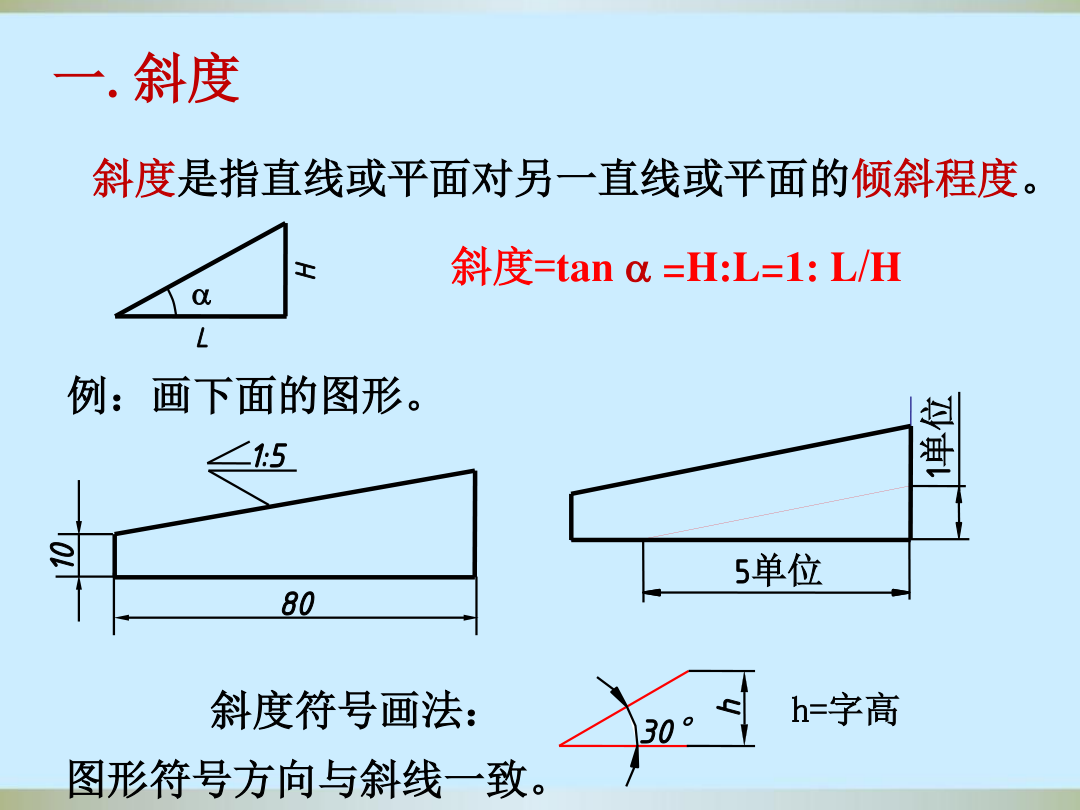 一.斜度
斜度是指直线或平面对另一直线或平面的倾斜程度。
H
α
L
斜度=tan α =H:L=1: L/H
例：画下面的图形。
1:5
10
80
1单位
5单位
斜度符号画法：
30°
h
h=字高
图形符号方向与斜线一致。